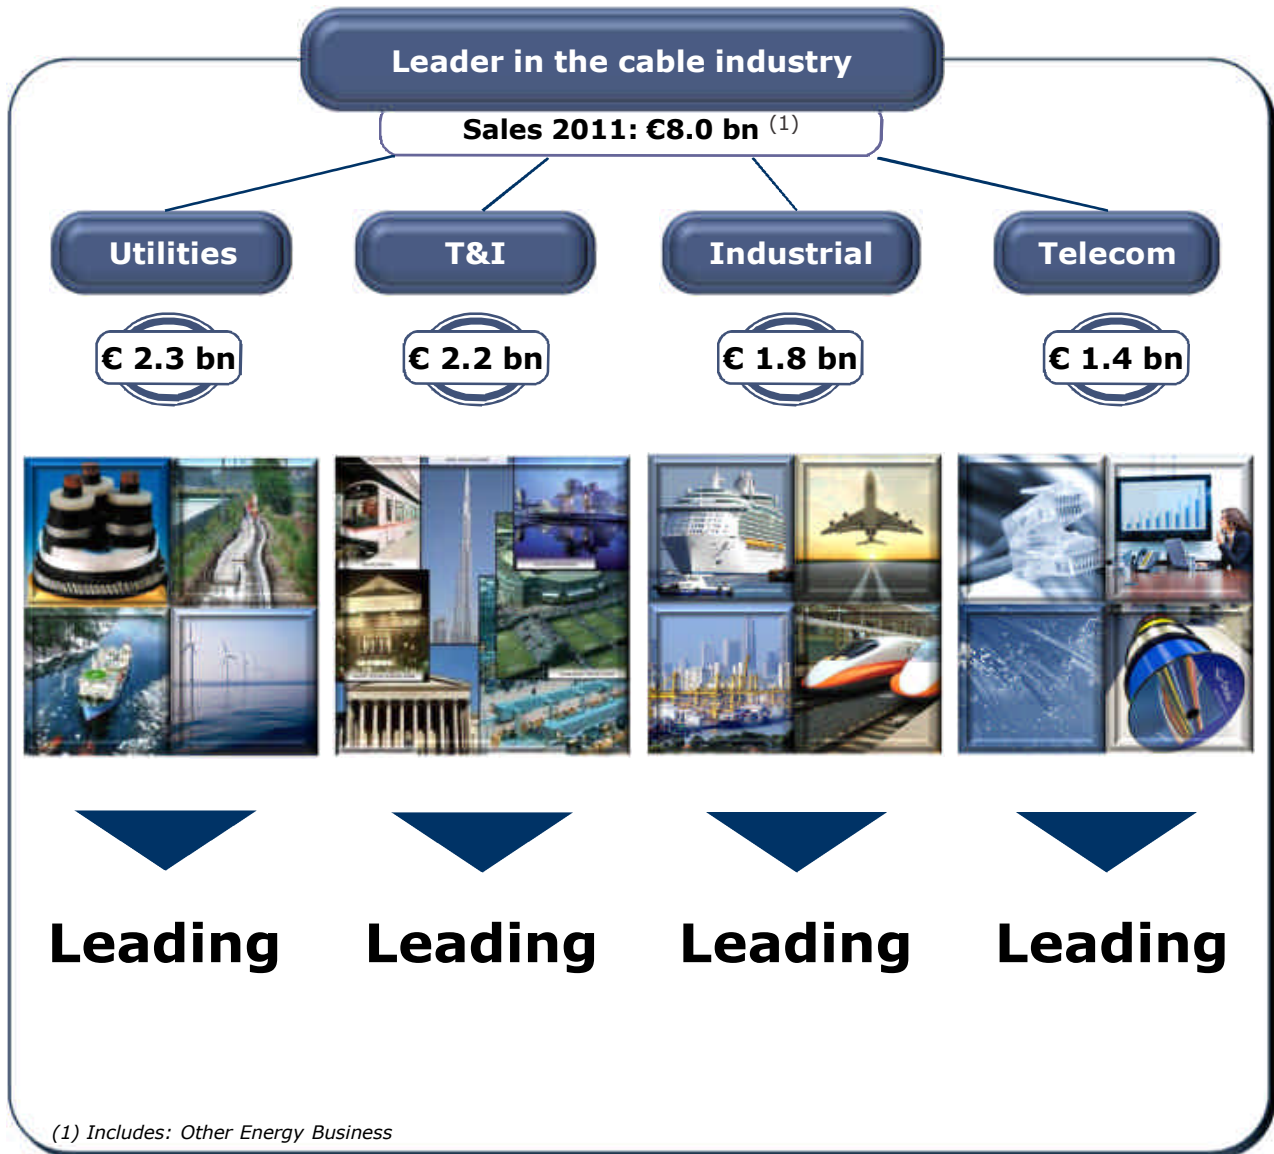 Leader in the cable industry
Sales 2011: €8.0 bn (1)
Utilities
T&I
Industrial
Telecom
€ 2.3 bn
€ 2.2 bn
€ 1.8 bn
€ 1.4 bn
Leading
Leading
Leading
Leading
(1) Includes: Other Energy Business